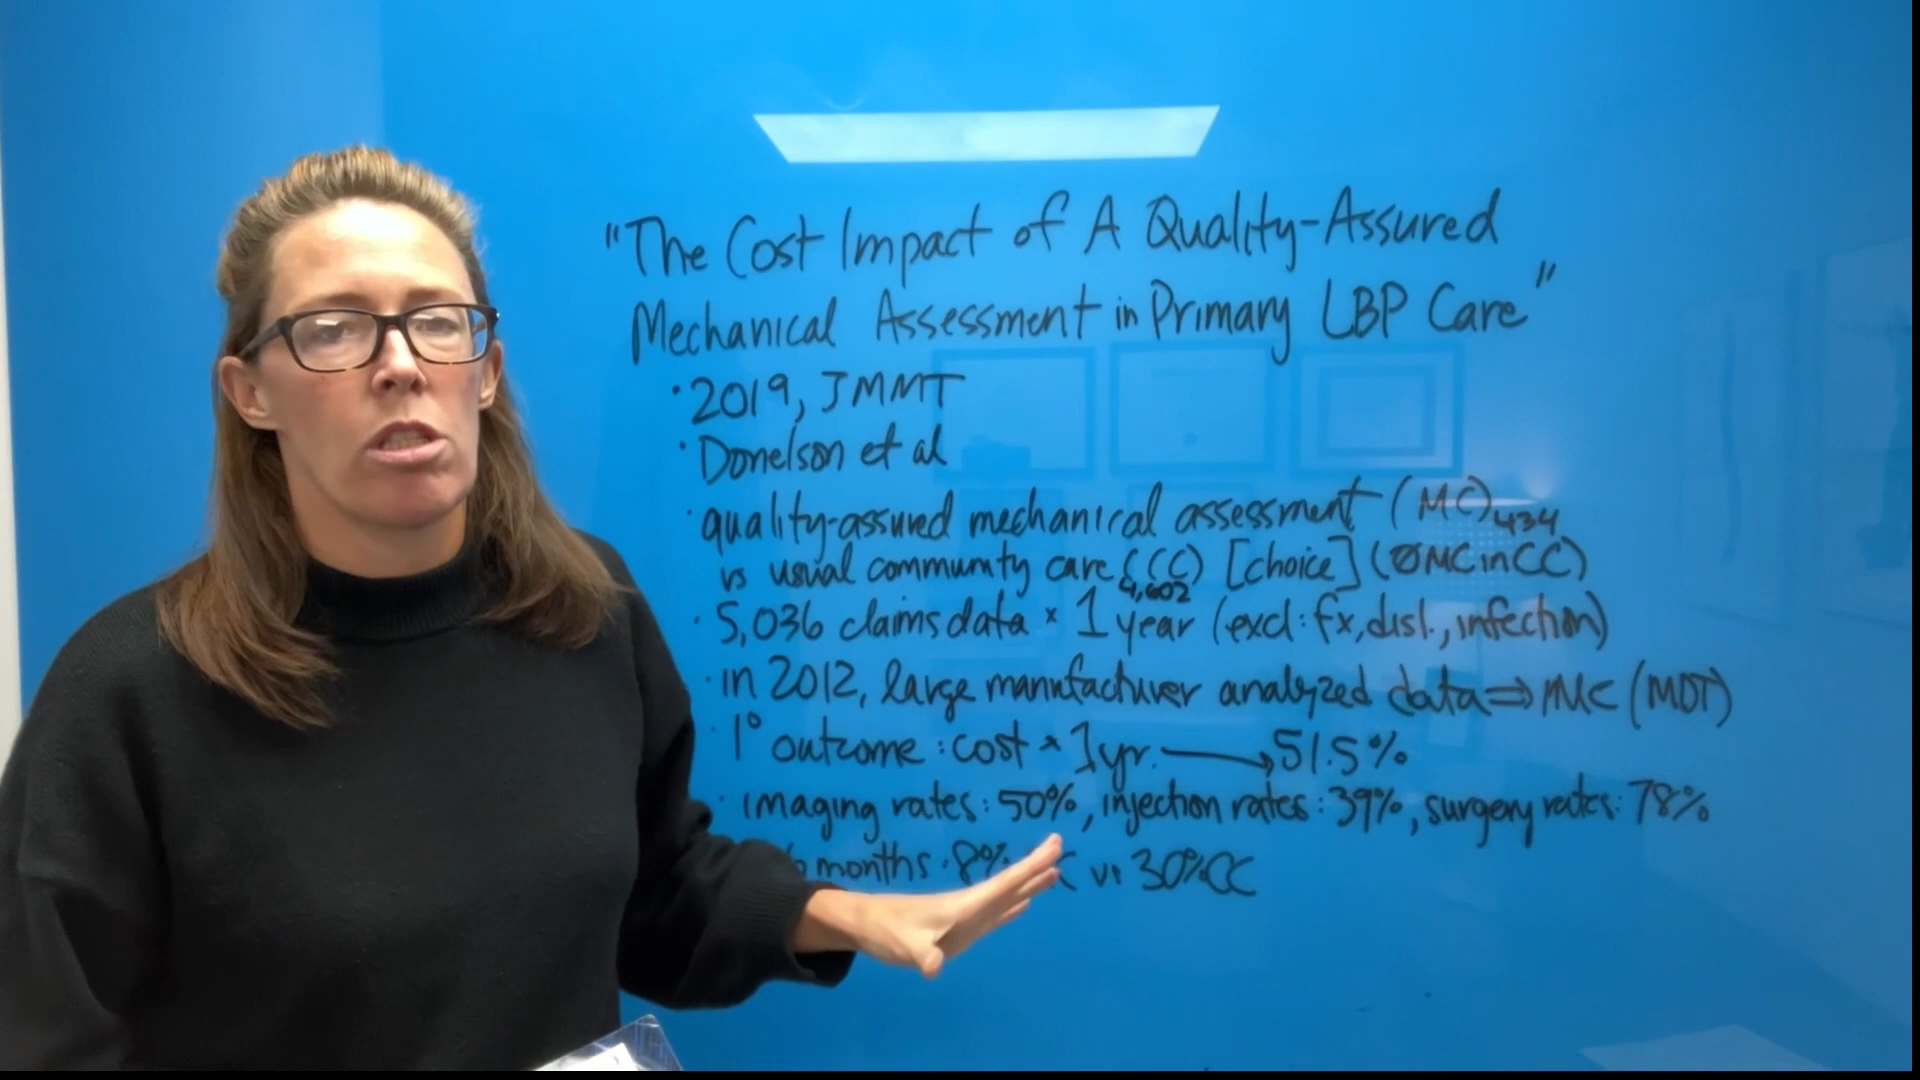 "The Cost Impact of A Quality-Assured
Mechanical Assessment in Primary LBP Care"
· 2019, JMMT
· Donelson et al
· quality-assured mechanical assessment (MC) 434
vs usual community care (CC) [choice] (ØMC in CC)
4,602
· 5,036 claims data × 1 year (excl: fx, disl., infection)
· in 2012, large manufacturer analyzed data ⇒ MC (MDT)
· 1° outcome: cost × 1 yr. → 51.5%
· imaging rates: 50%, injection rates: 39%, surgery rates: 78%
months: 8% vs 30% CC